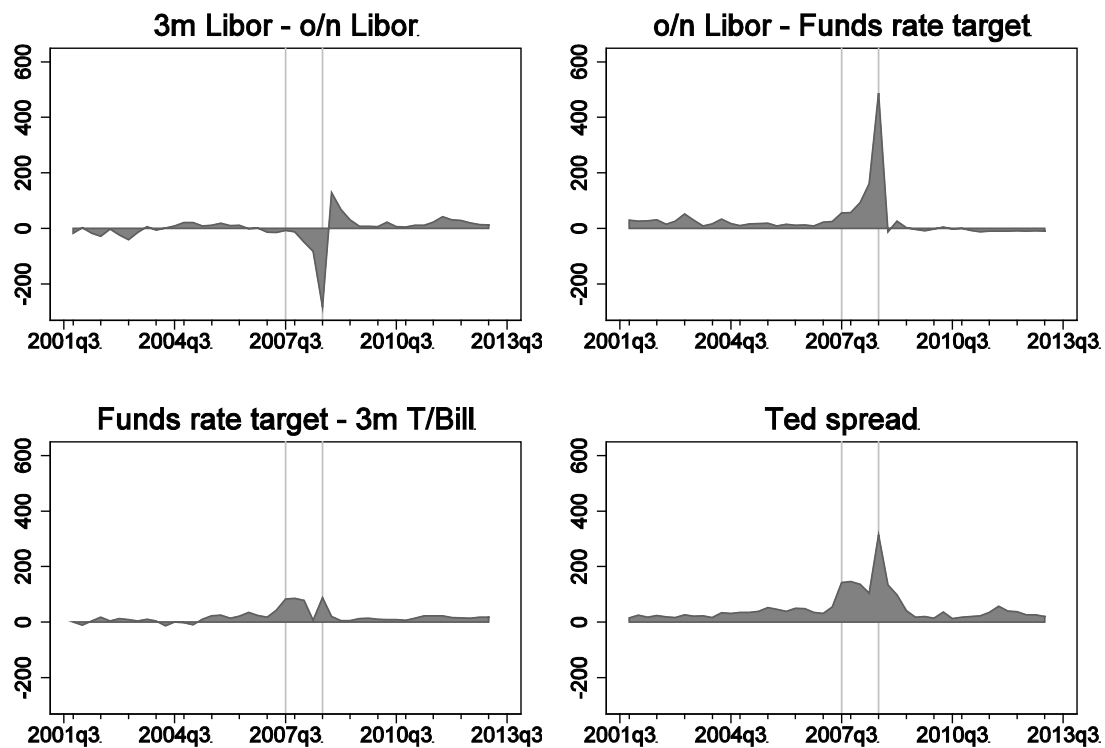 3m Libor - o/n Libor.
600
400
200
0
-200
2001q3. 2004q3. 2007q3. 2010q3. 2013q3.
o/n Libor - Funds rate target.
600
400
200
0
-200
2001q3. 2004q3. 2007q3. 2010q3. 2013q3.
Funds rate target - 3m T/Bill.
600
400
200
0
-200
2001q3. 2004q3. 2007q3. 2010q3. 2013q3.
Ted spread.
600
400
200
0
-200
2001q3. 2004q3. 2007q3. 2010q3. 2013q3.